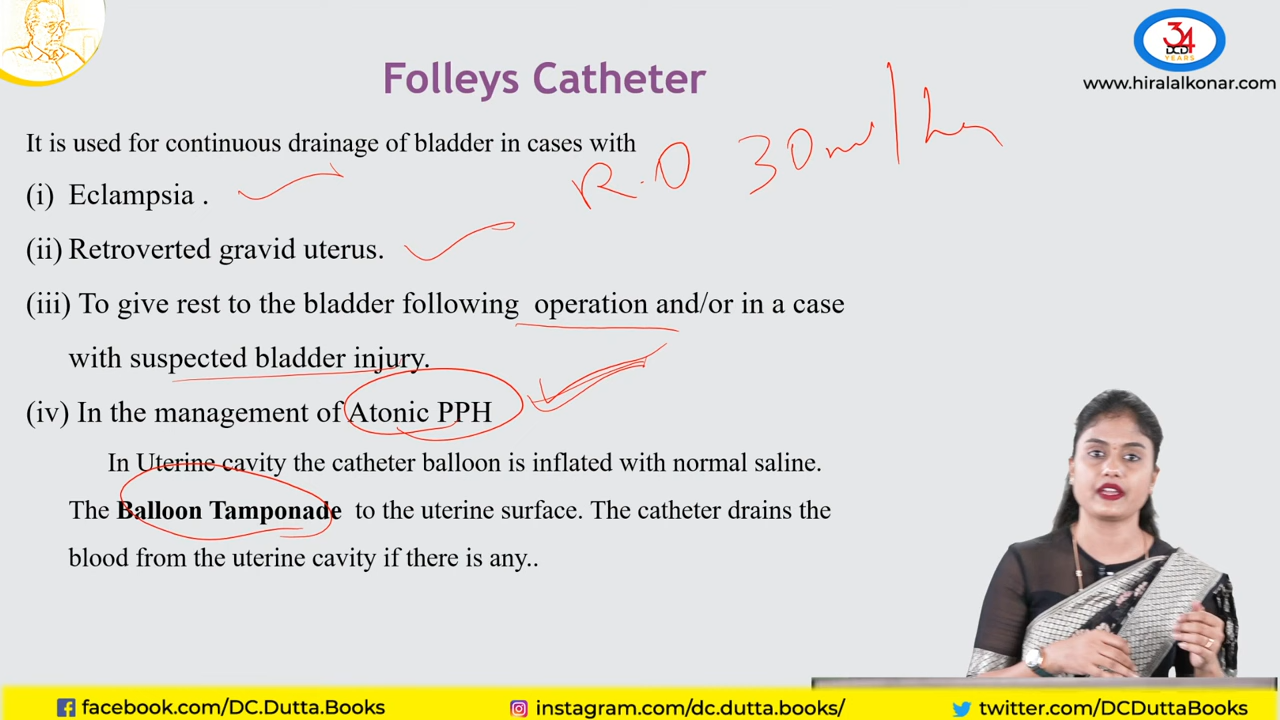 34
DCD
YEARS
www.hiralalkonar.com
Folleys Catheter
It is used for continuous drainage of bladder in cases with
R.O 30ml/hr
(i) Eclampsia .
(ii) Retroverted gravid uterus.
(iii) To give rest to the bladder following operation and/or in a case
with suspected bladder injury.
(iv) In the management of Atonic PPH
In Uterine cavity the catheter balloon is inflated with normal saline.
The Balloon Tamponade to the uterine surface. The catheter drains the
blood from the uterine cavity if there is any..
facebook.com/DC.Dutta.Books
instagram.com/dc.dutta.books/
twitter.com/DCDuttaBooks